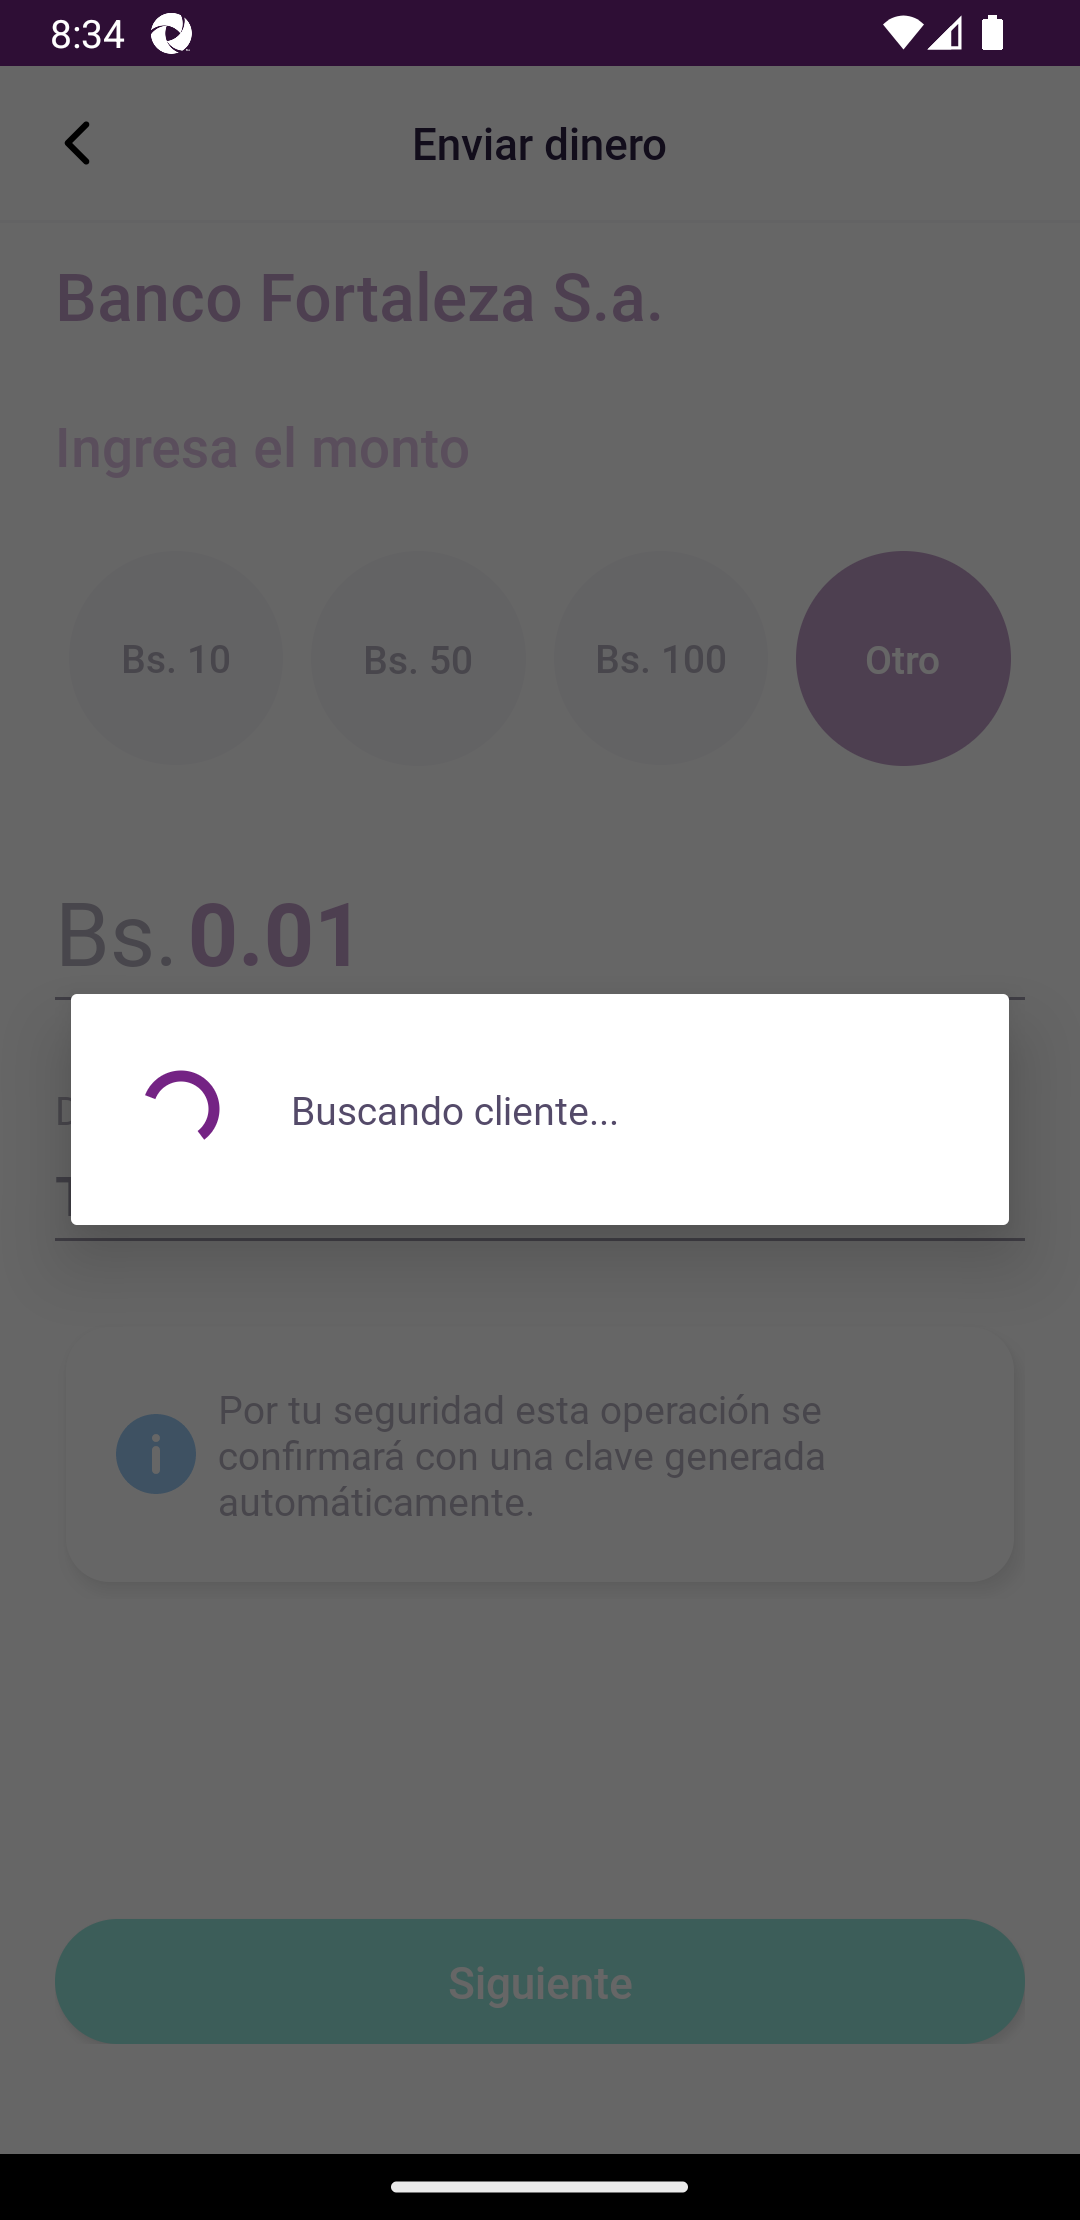 8:34
Enviar dinero
Banco Fortaleza S.a.
Ingresa el monto
Bs. 10
Bs. 50
Bs. 100
Otro
Bs. 0.01
Buscando cliente...
Por tu seguridad esta operación se
confirmará con una clave generada
automáticamente.
Siguiente